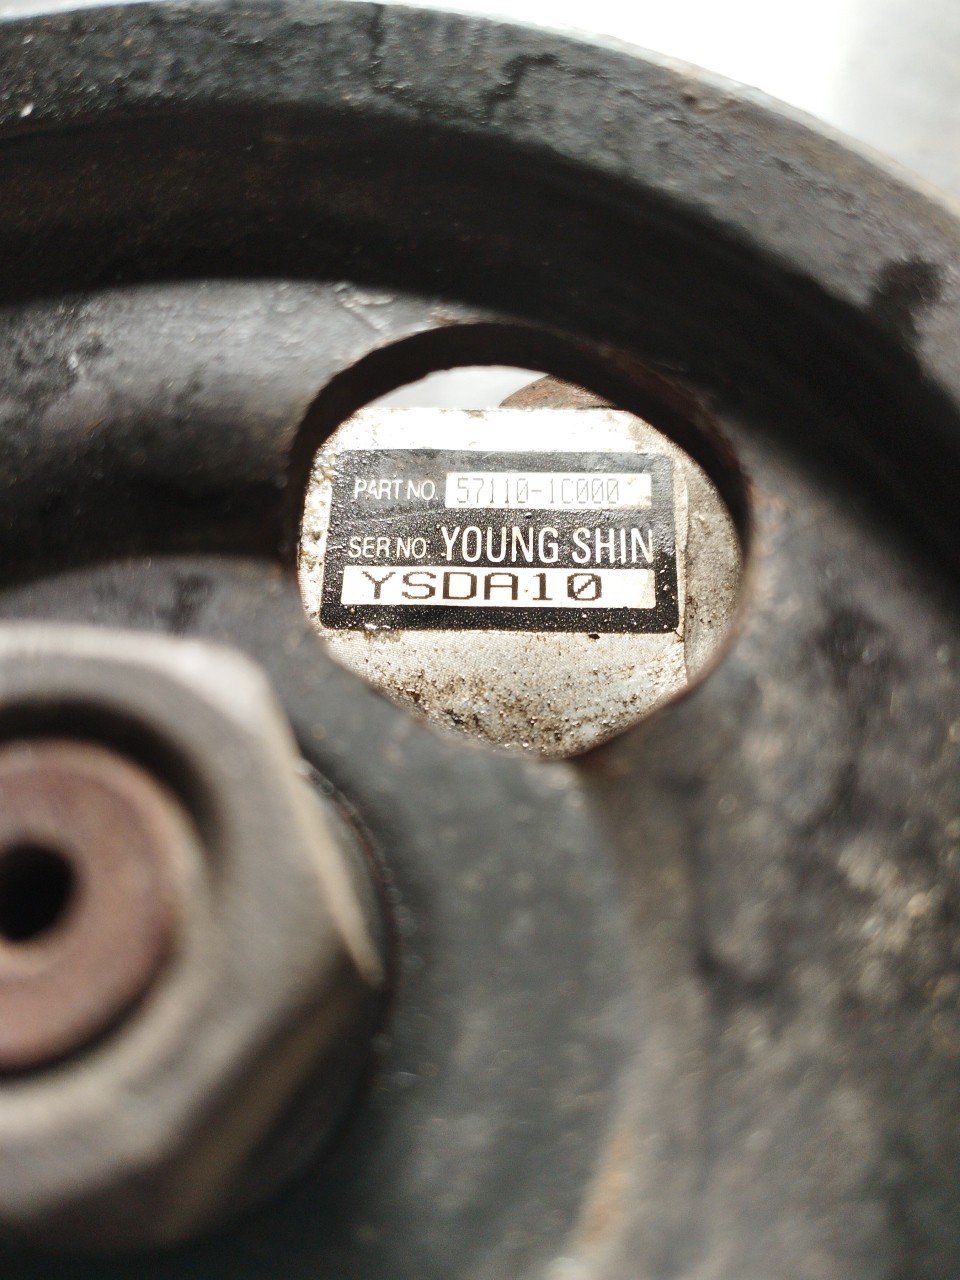 PART NO. 57110-1C000
SER NO. YOUNG SHIN
YSDA10